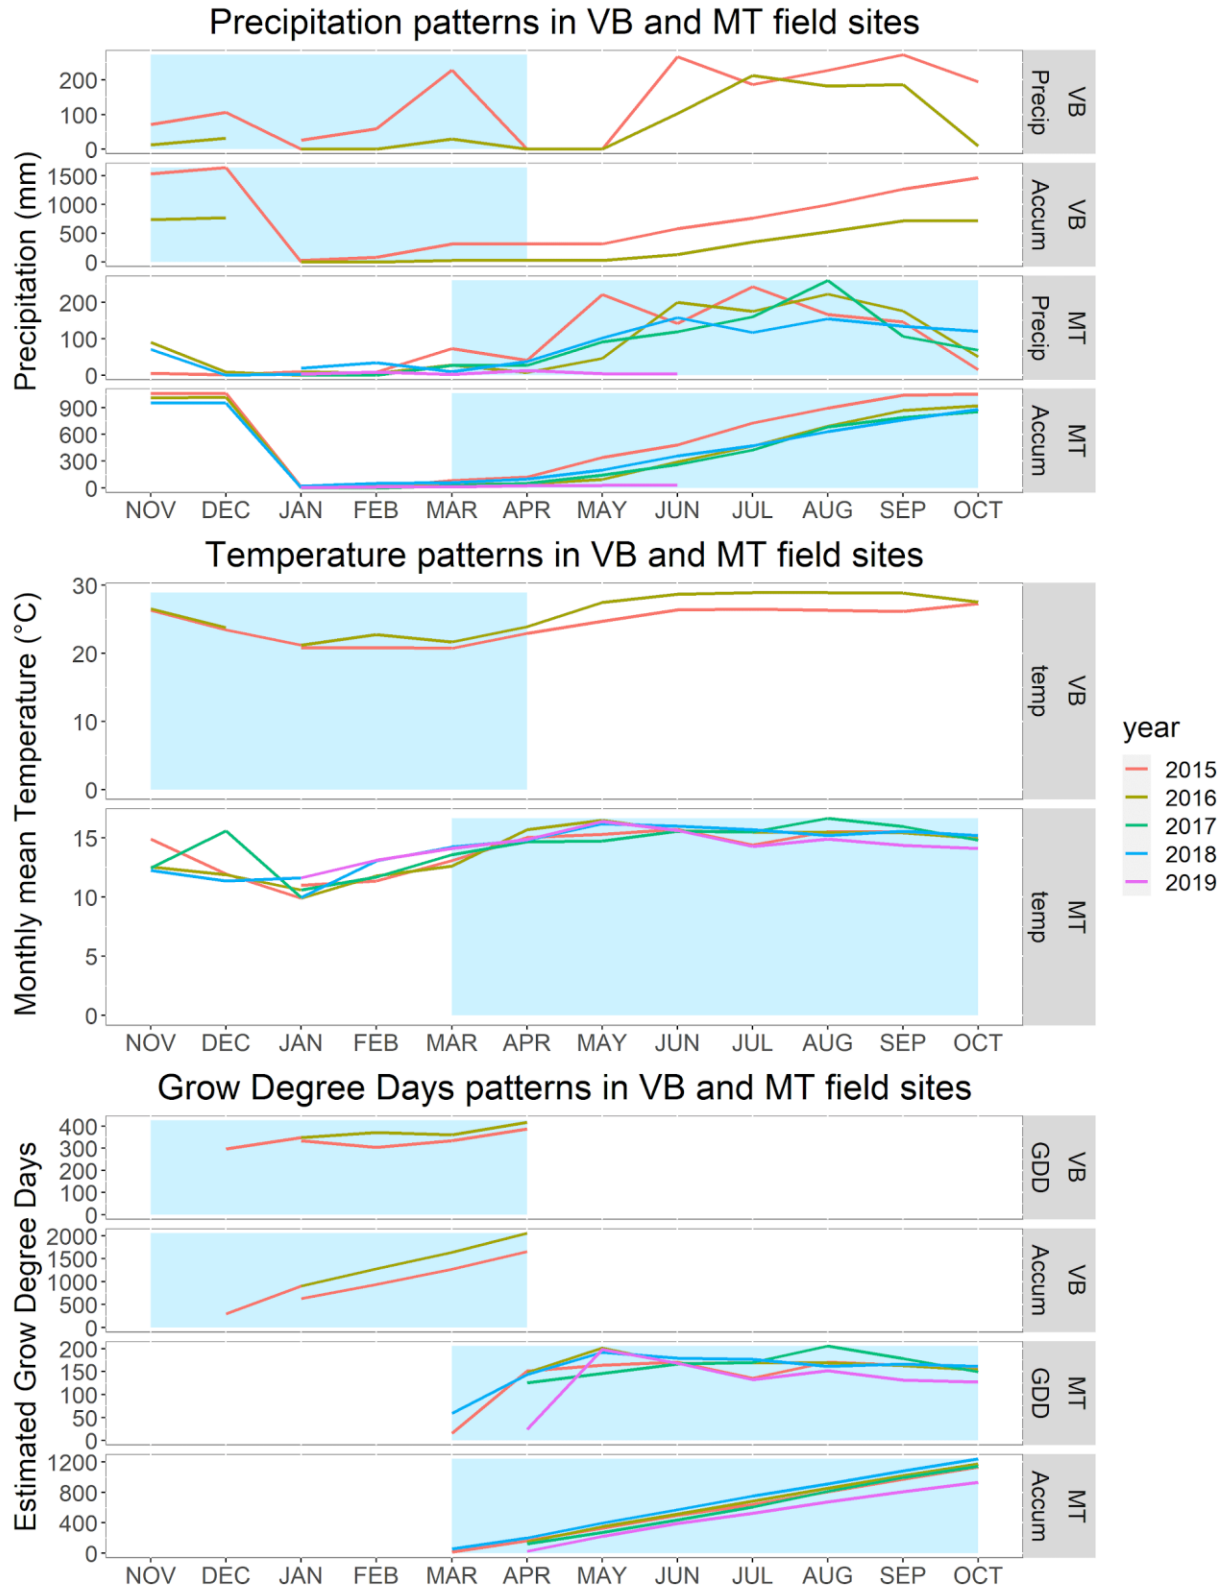 Precipitation patterns in VB and MT field sites
Precipitation (mm)
200
100
0
VB
Precip
1500
1000
500
0
VB
Accum
200
100
0
MT
Precip
900
600
300
0
MT
Accum
NOV DEC JAN FEB MAR APR MAY JUN JUL AUG SEP OCT
Temperature patterns in VB and MT field sites
Monthly mean Temperature (°C)
30
20
10
0
VB
temp
15
10
5
0
MT
temp
NOV DEC JAN FEB MAR APR MAY JUN JUL AUG SEP OCT
year
2015
2016
2017
2018
2019
Grow Degree Days patterns in VB and MT field sites
Estimated Grow Degree Days
400
300
200
100
0
VB
GDD
2000
1500
1000
500
0
VB
Accum
200
150
100
50
0
MT
GDD
1200
800
400
0
MT
Accum
NOV DEC JAN FEB MAR APR MAY JUN JUL AUG SEP OCT